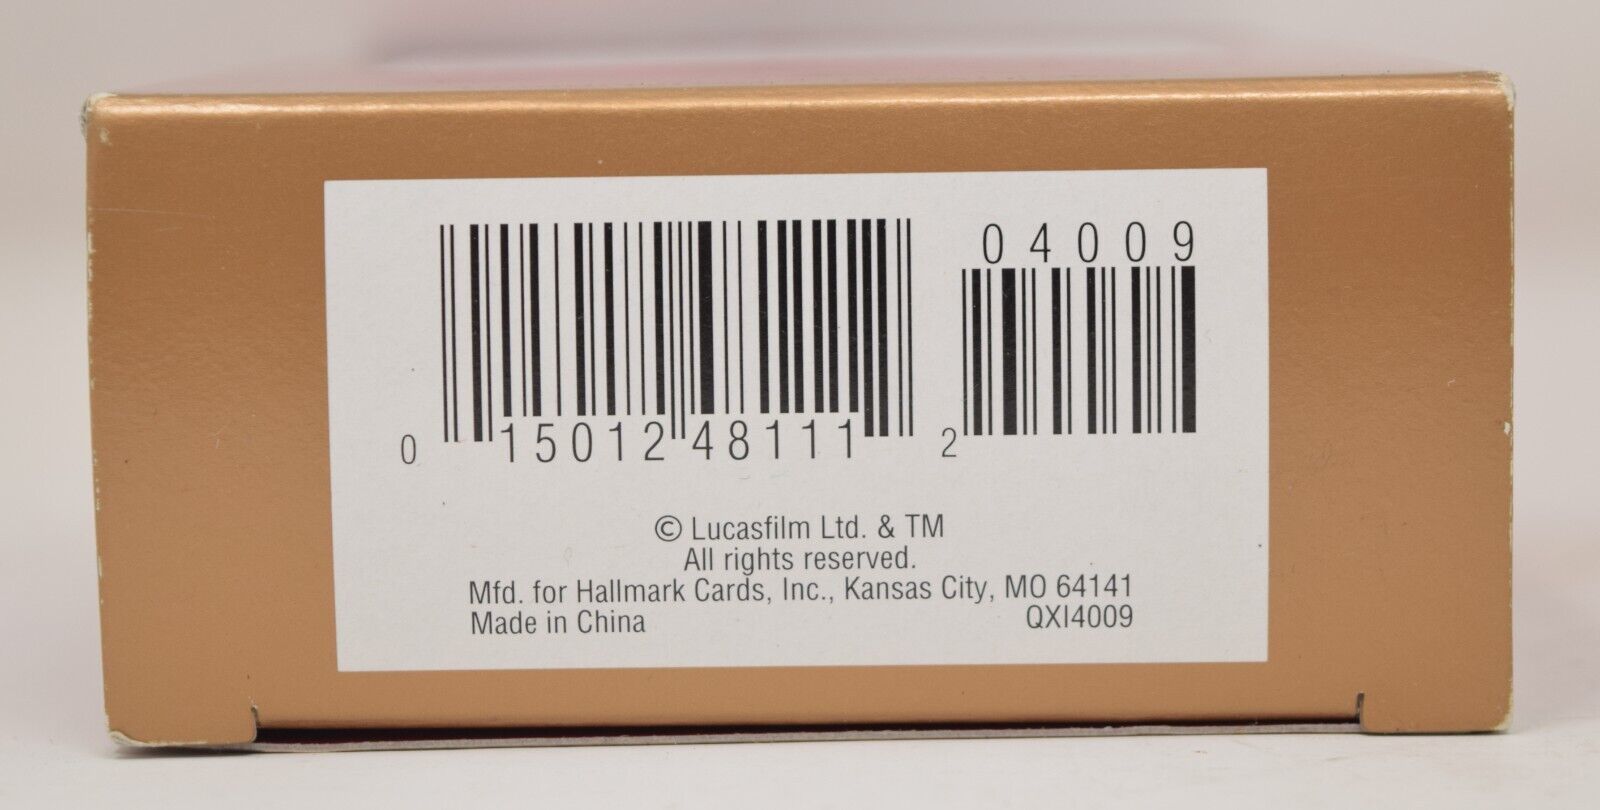 04009
0 15012 48111 2
© Lucasfilm Ltd. & TM
All rights reserved.
Mfd. for Hallmark Cards, Inc., Kansas City, MO 64141
Made in China QXI4009